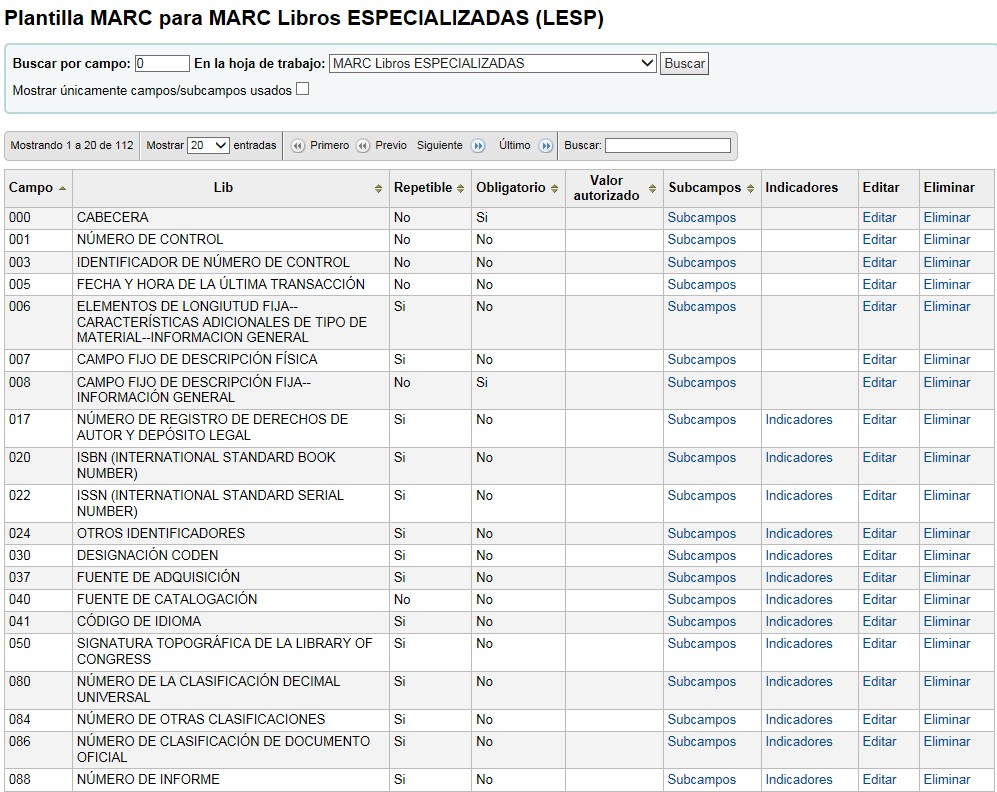 Plantilla MARC para MARC Libros ESPECIALIZADAS (LESP)
Buscar por campo: 0 En la hoja de trabajo: MARC Libros ESPECIALIZADAS Buscar
Mostrar únicamente campos/subcampos usados
Mostrando 1 a 20 de 112 Mostrar 20 entradas Primero Previo Siguiente Último Buscar:
Campo Lib Repetible Obligatorio Valor autorizado Subcampos Indicadores Editar Eliminar
000 CABECERA No Si Subcampos Editar Eliminar
001 NÚMERO DE CONTROL No No Subcampos Editar Eliminar
003 IDENTIFICADOR DE NÚMERO DE CONTROL No No Subcampos Editar Eliminar
005 FECHA Y HORA DE LA ÚLTIMA TRANSACCIÓN No No Subcampos Editar Eliminar
006 ELEMENTOS DE LONGIUTUD FIJA-- Si No Subcampos Editar Eliminar
CARACTERÍSTICAS ADICIONALES DE TIPO DE
MATERIAL--INFORMACION GENERAL
007 CAMPO FIJO DE DESCRIPCIÓN FÍSICA Si No Subcampos Editar Eliminar
008 CAMPO FIJO DE DESCRIPCIÓN FIJA-- No Si Subcampos Editar Eliminar
INFORMACIÓN GENERAL
017 NÚMERO DE REGISTRO DE DERECHOS DE Si No Subcampos Indicadores Editar Eliminar
AUTOR Y DEPÓSITO LEGAL
020 ISBN (INTERNATIONAL STANDARD BOOK Si No Subcampos Indicadores Editar Eliminar
NUMBER)
022 ISSN (INTERNATIONAL STANDARD SERIAL Si No Subcampos Indicadores Editar Eliminar
NUMBER)
024 OTROS IDENTIFICADORES Si No Subcampos Indicadores Editar Eliminar
030 DESIGNACIÓN CODEN Si No Subcampos Indicadores Editar Eliminar
037 FUENTE DE ADQUISICIÓN Si No Subcampos Indicadores Editar Eliminar
040 FUENTE DE CATALOGACIÓN No No Subcampos Indicadores Editar Eliminar
041 CÓDIGO DE IDIOMA Si No Subcampos Indicadores Editar Eliminar
050 SIGNATURA TOPOGRÁFICA DE LA LIBRARY OF Si No Subcampos Indicadores Editar Eliminar
CONGRESS
080 NÚMERO DE LA CLASIFICACIÓN DECIMAL Si No Subcampos Indicadores Editar Eliminar
UNIVERSAL
084 NÚMERO DE OTRAS CLASIFICACIONES Si No Subcampos Indicadores Editar Eliminar
086 NÚMERO DE CLASIFICACIÓN DE DOCUMENTO Si No Subcampos Indicadores Editar Eliminar
OFICIAL
088 NÚMERO DE INFORME Si No Subcampos Indicadores Editar Eliminar